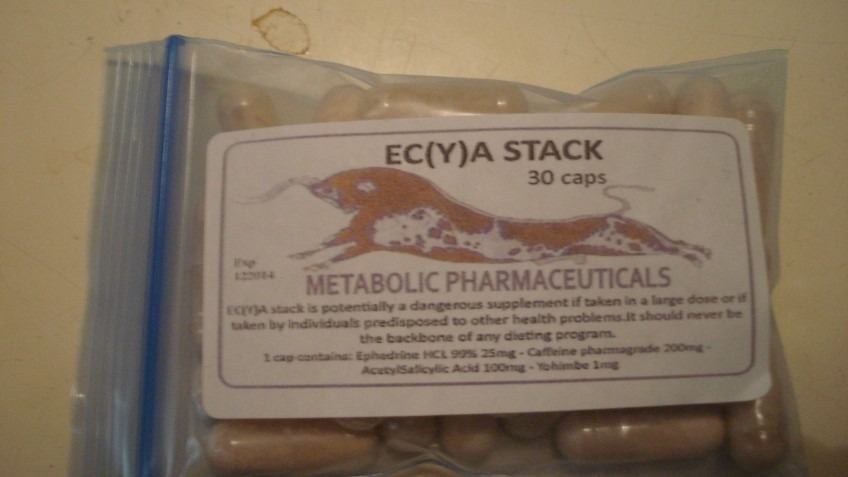 EC(Y)A STACK
30 caps
Exp
122014
METABOLIC PHARMACEUTICALS
EC(Y)A stack is potentially a dangerous supplement if taken in a large dose or if
taken by individuals predisposed to other health problems.It should never be
the backbone of any dieting program.
1 cap contains: Ephedrine HCL 99% 25mg - Caffeine pharmagrade 200mg -
AcetylSalicylic Acid 100mg - Yohimbe 1mg